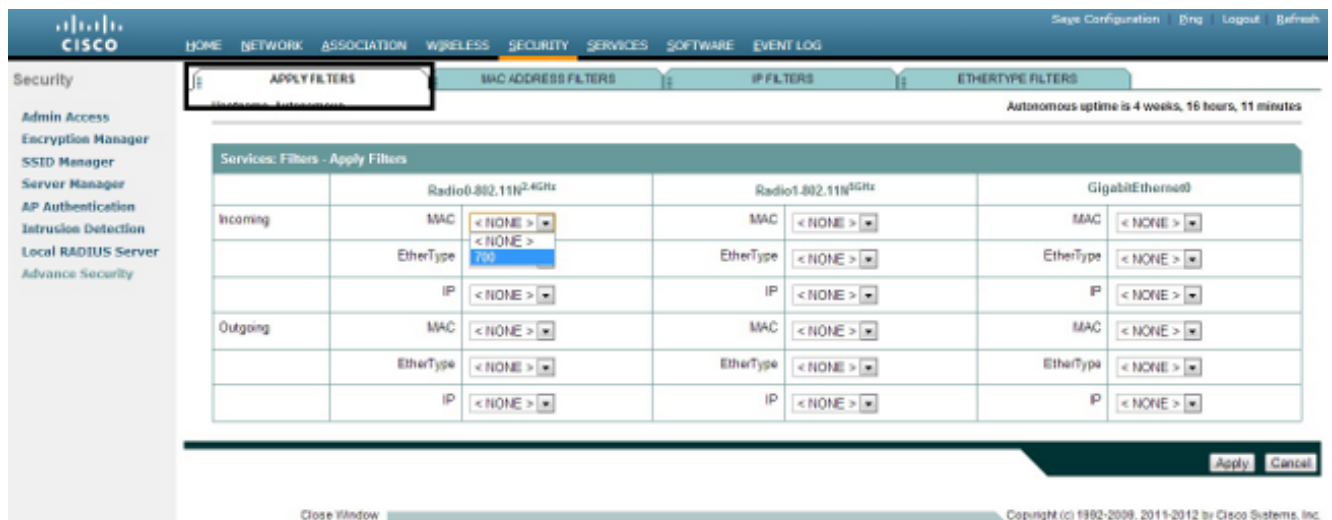 Save Configuration Ping Logout Refresh
CISCO
HOME NETWORK ASSOCIATION WIRELESS SECURITY SERVICES SOFTWARE EVENT LOG
Security
APPLY FILTERS MAC ADDRESS FILTERS IP FILTERS ETHERTYPE FILTERS
Hostname Autonomous
Autonomous uptime is 4 weeks, 16 hours, 11 minutes
Admin Access
Encryption Manager
SSID Manager
Server Manager
AP Authentication
Intrusion Detection
Local RADIUS Server
Advance Security
Services: Filters - Apply Filters
Radio0-802.11N2.4GHz Radio1-802.11N5GHz GigabitEthernet0
Incoming MAC < NONE > MAC < NONE > MAC < NONE >
< NONE >
EtherType 700 EtherType < NONE > EtherType < NONE >
IP < NONE > IP < NONE > IP < NONE >
Outgoing MAC < NONE > MAC < NONE > MAC < NONE >
EtherType < NONE > EtherType < NONE > EtherType < NONE >
IP < NONE > IP < NONE > IP < NONE >
Apply Cancel
Close Window
Copyright (c) 1992-2009, 2011-2012 by Cisco Systems, Inc.